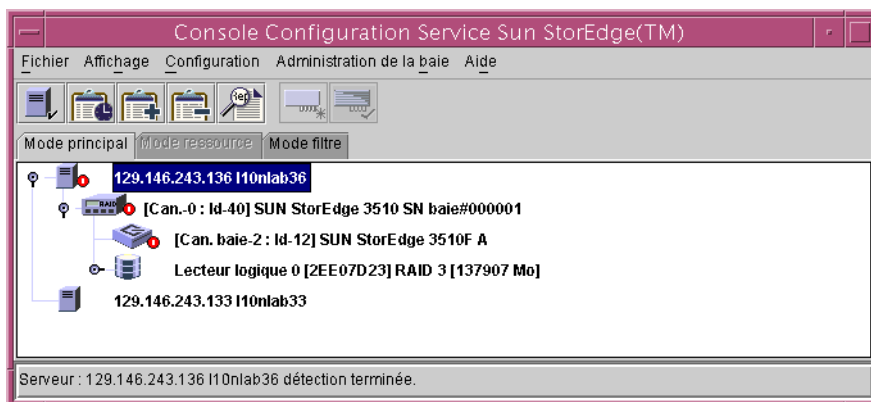 Console Configuration Service Sun StorEdge(TM)
Fichier Affichage Configuration Administration de la baie Aide
Mode principal Mode ressource Mode filtre
129.146.243.136 l10nlab36
RAID [Can.-0 : Id-40] SUN StorEdge 3510 SN baie#000001
[Can. baie-2 : Id-12] SUN StorEdge 3510F A
Lecteur logique 0 [2EE07D23] RAID 3 [137907 Mo]
129.146.243.133 l10nlab33
Serveur : 129.146.243.136 l10nlab36 détection terminée.